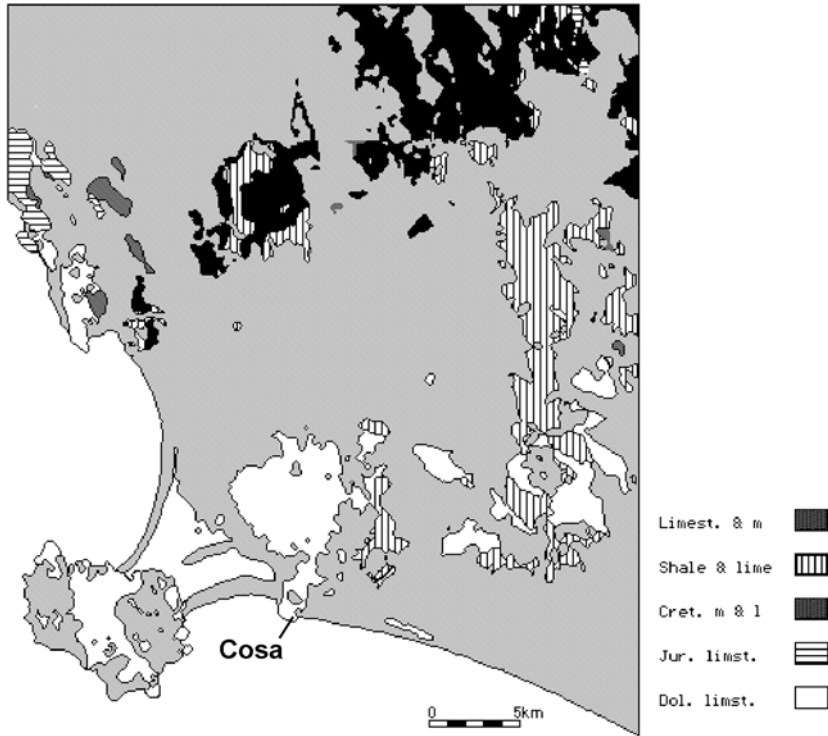 Limest. & m
Shale & lime
Cret. m & l
Jur. limst.
Dol. limst.
Cosa
0 5km